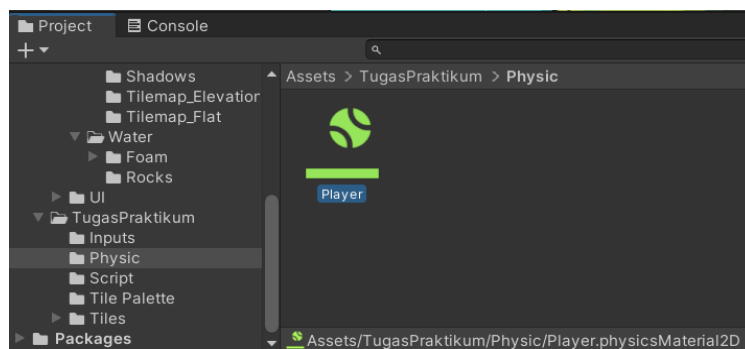 Project Console
Shadows
Assets > TugasPraktikum > Physic
Tilemap_Elevation
Tilemap_Flat
Water
Foam
Rocks
UI
Player
TugasPraktikum
Inputs
Physic
Script
Tile Palette
Tiles
Packages
Assets/TugasPraktikum/Physic/Player.physicsMaterial2D